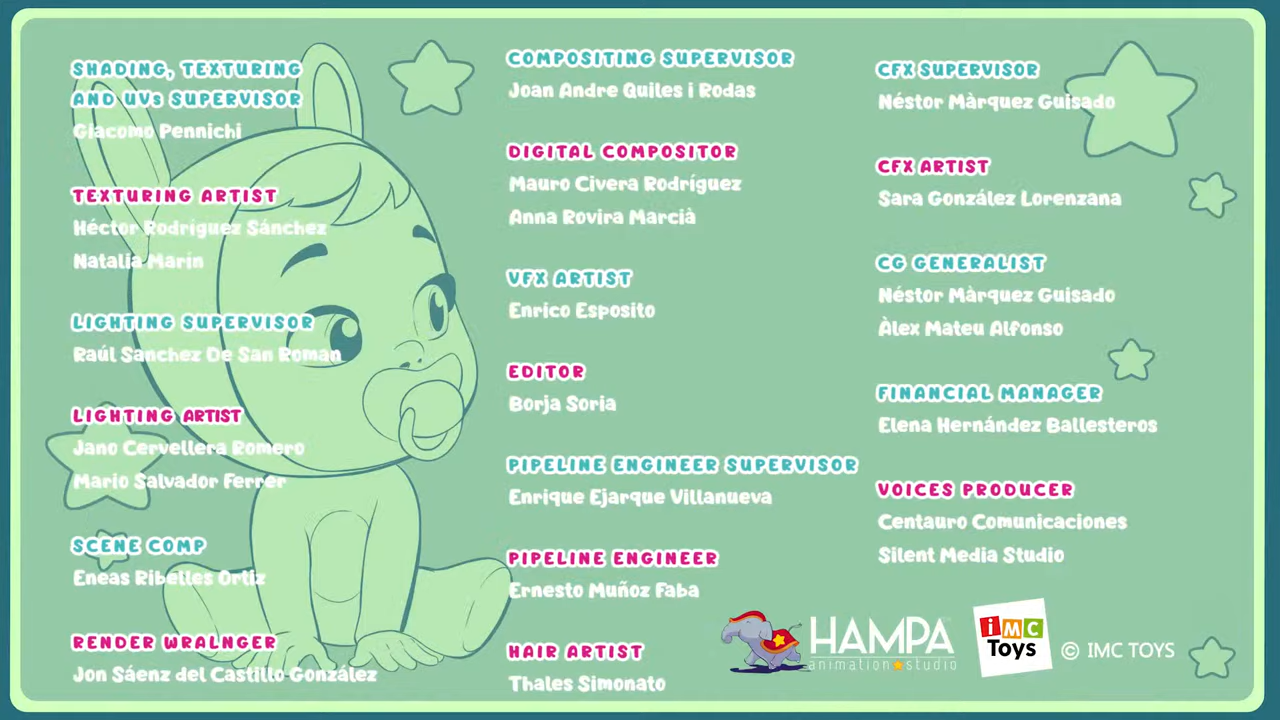 SHADING, TEXTURING
AND UVs SUPERVISOR
Giacomo Pennichi
TEXTURING ARTIST
Héctor Rodríguez Sánchez
Natalia Marín
LIGHTING SUPERVISOR
Raúl Sanchez De San Roman
LIGHTING ARTIST
Jano Cervellera Romero
Mario Salvador Ferrer
SCENE COMP
Eneas Ribelles Ortíz
RENDER WRALNGER
Jon Sáenz del Castillo González
COMPOSITING SUPERVISOR
Joan Andre Quiles i Rodas
DIGITAL COMPOSITOR
Mauro Civera Rodríguez
Anna Rovira Marcià
VFX ARTIST
Enrico Esposito
EDITOR
Borja Soria
PIPELINE ENGINEER SUPERVISOR
Enrique Ejarque Villanueva
PIPELINE ENGINEER
Ernesto Muñoz Faba
HAIR ARTIST
Thales Simonato
CFX SUPERVISOR
Néstor Màrquez Guisado
CFX ARTIST
Sara González Lorenzana
CG GENERALIST
Néstor Màrquez Guisado
Àlex Mateu Alfonso
FINANCIAL MANAGER
Elena Hernández Ballesteros
VOICES PRODUCER
Centauro Comunicaciones
Silent Media Studio
HAMPA
animation studio
iMC
Toys
© IMC TOYS